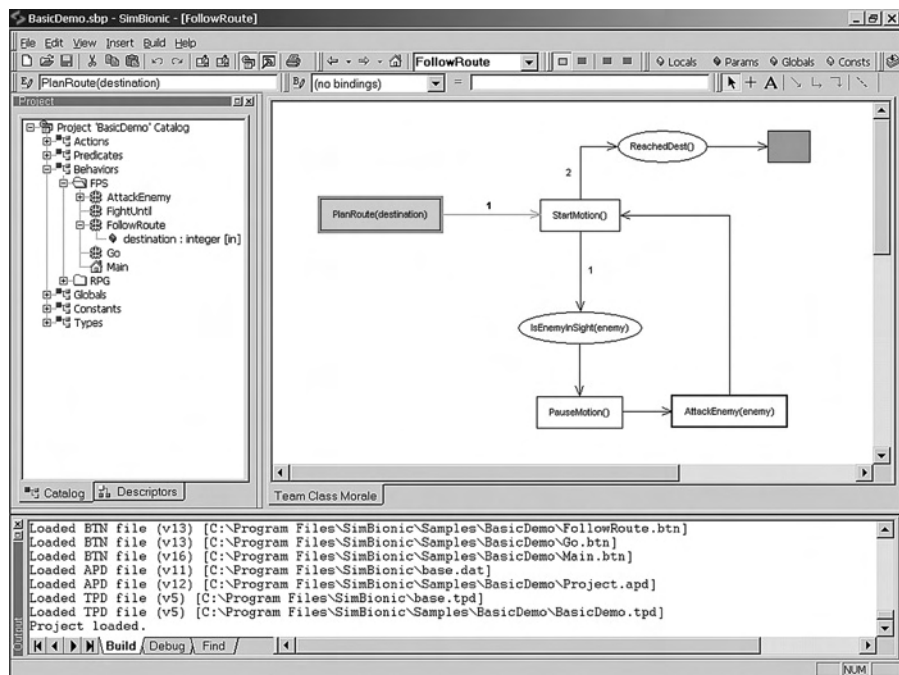 BasicDemo.sbp - SimBionic - [FollowRoute]
File Edit View Insert Build Help
FollowRoute Locals Params Globals Consts
PlanRoute(destination) (no bindings) = A
Project
Project 'BasicDemo' Catalog
Actions
Predicates
Behaviors
FPS
AttackEnemy
FightUntil
FollowRoute
destination : integer [in]
Go
Main
RPG
Globals
Constants
Types
Catalog Descriptors
ReachedDest()
2
PlanRoute(destination)
1
StartMotion()
1
IsEnemyInSight(enemy)
PauseMotion()
AttackEnemy(enemy)
Team Class Morale
Loaded BTN file (v13) [C:\Program Files\SimBionic\Samples\BasicDemo\FollowRoute.btn]
Loaded BTN file (v13) [C:\Program Files\SimBionic\Samples\BasicDemo\Go.btn]
Loaded BTN file (v16) [C:\Program Files\SimBionic\Samples\BasicDemo\Main.btn]
Loaded APD file (v11) [C:\Program Files\SimBionic\base.dat]
Loaded APD file (v12) [C:\Program Files\SimBionic\Samples\BasicDemo\Project.apd]
Loaded TPD file (v5) [C:\Program Files\SimBionic\base.tpd]
Loaded TPD file (v5) [C:\Program Files\SimBionic\Samples\BasicDemo\BasicDemo.tpd]
Project loaded.
Output
Build Debug Find
NUM